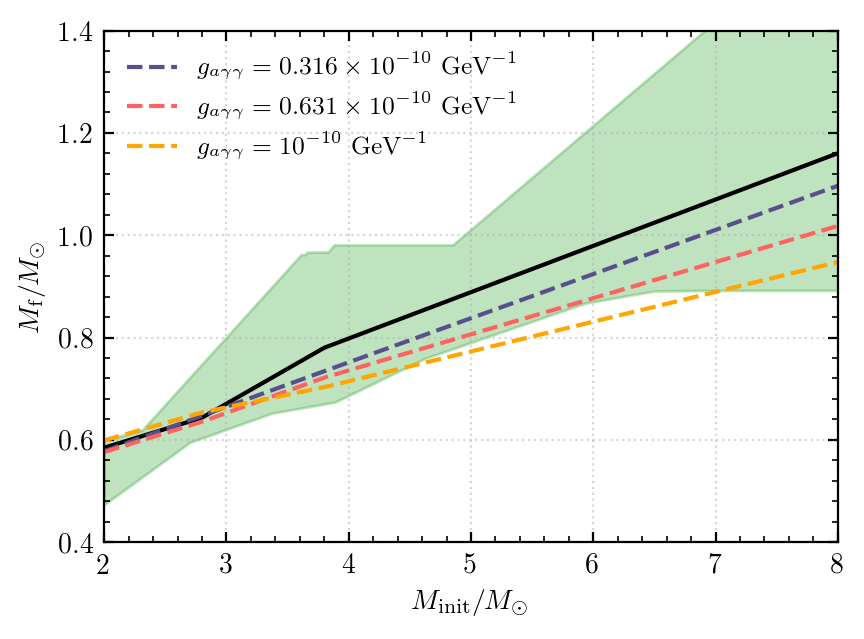 1.4
1.2
1.0
0.8
0.6
0.4
M_f/M_⊙
g_{aγγ} = 0.316 × 10^{−10} GeV^{−1}
g_{aγγ} = 0.631 × 10^{−10} GeV^{−1}
g_{aγγ} = 10^{−10} GeV^{−1}
2 3 4 5 6 7 8
M_{init}/M_⊙